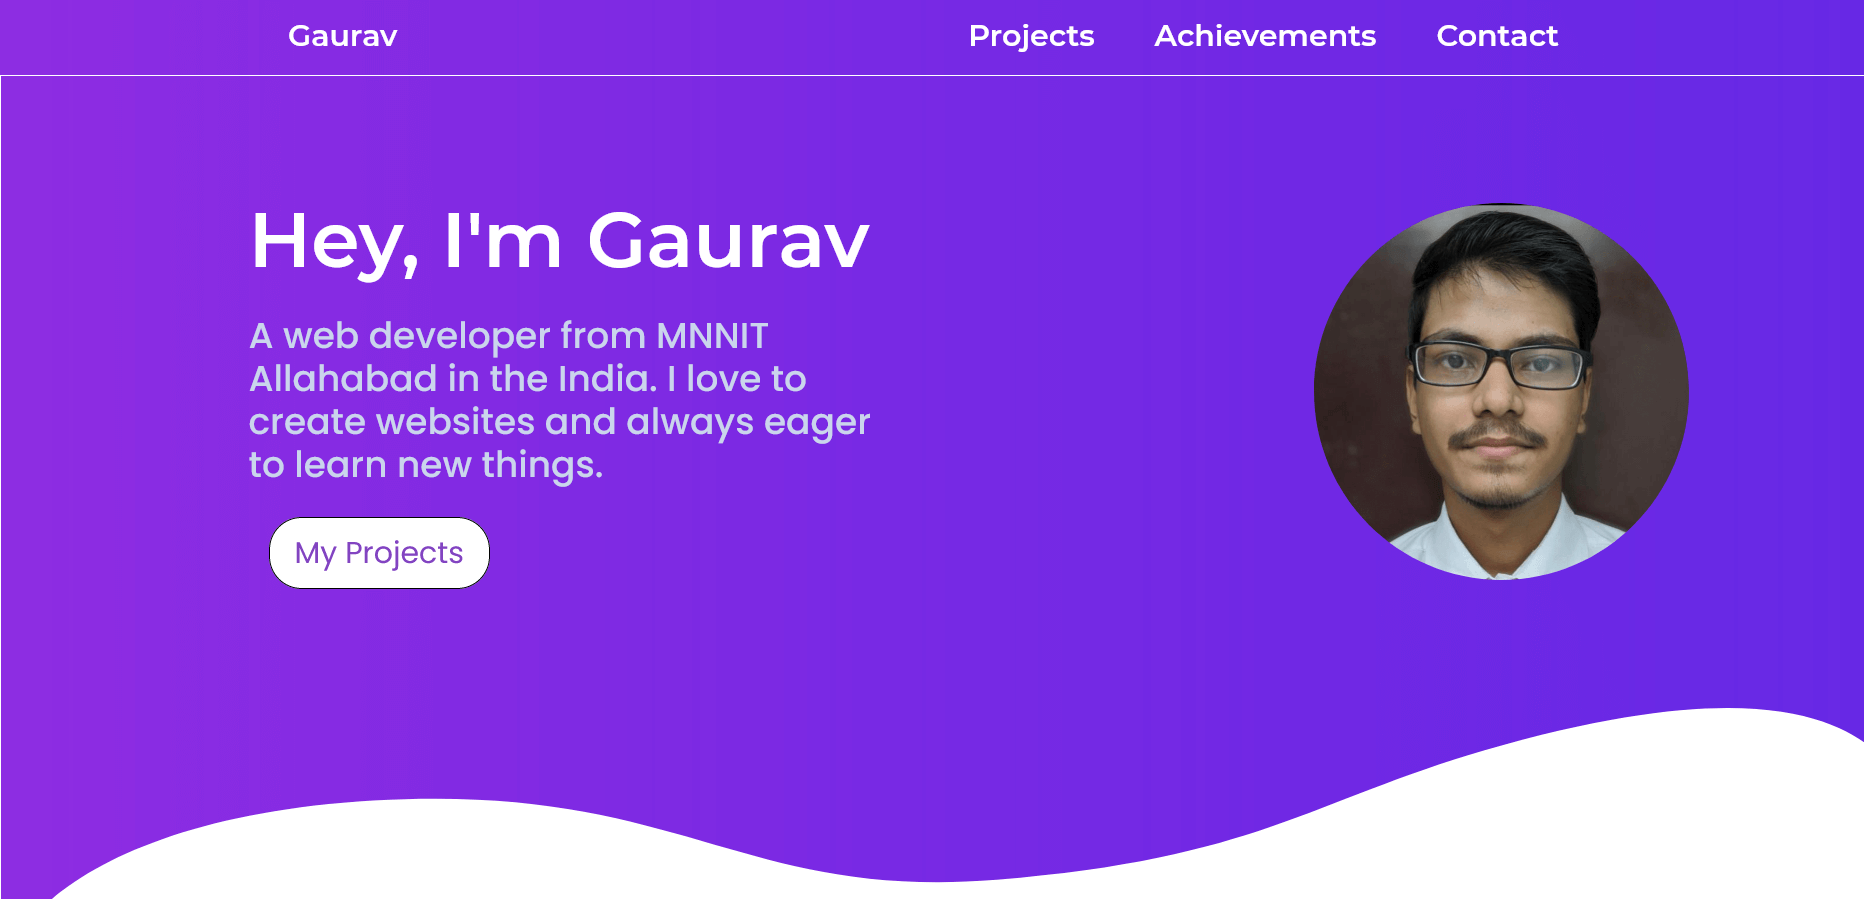 Gaurav
Projects
Achievements
Contact
Hey, I'm Gaurav
A web developer from MNNIT
Allahabad in the India. I love to
create websites and always eager
to learn new things.
My Projects